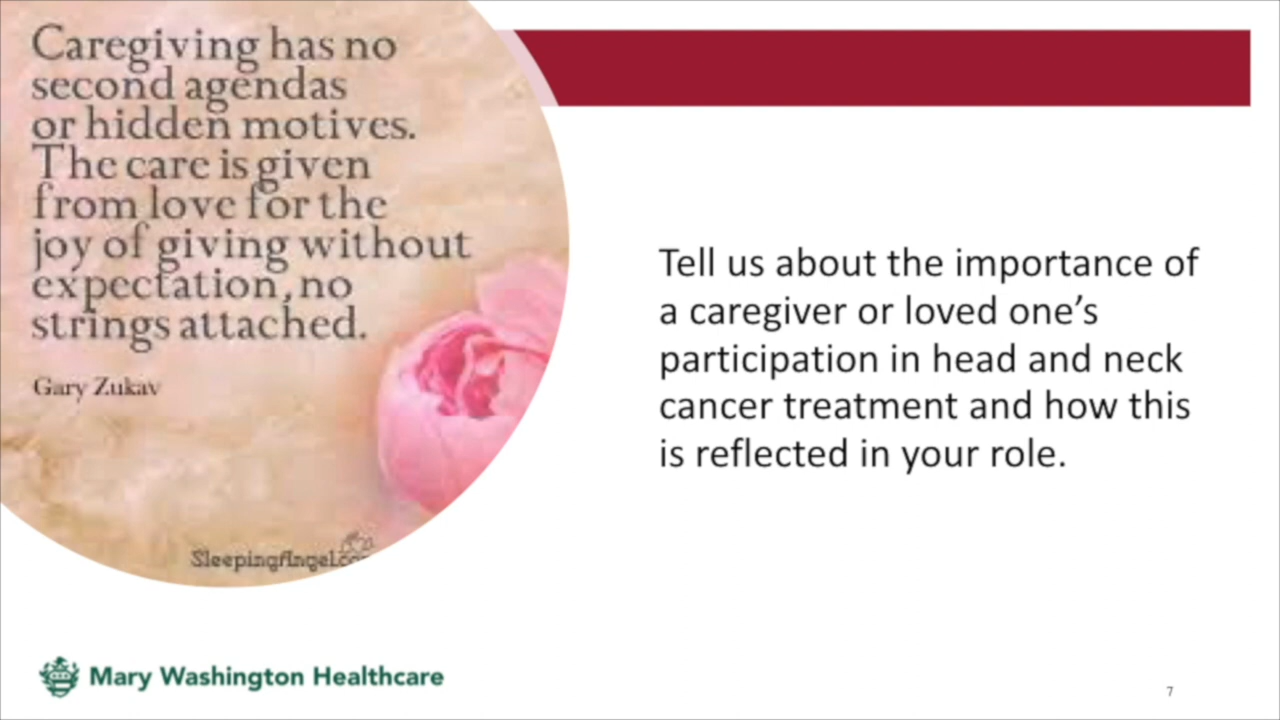 Caregiving has no
second agendas
or hidden motives.
The care is given
from love for the
joy of giving without
expectation, no
strings attached.
Gary Zukav
Tell us about the importance of
a caregiver or loved one's
participation in head and neck
cancer treatment and how this
is reflected in your role.
Mary Washington Healthcare
7